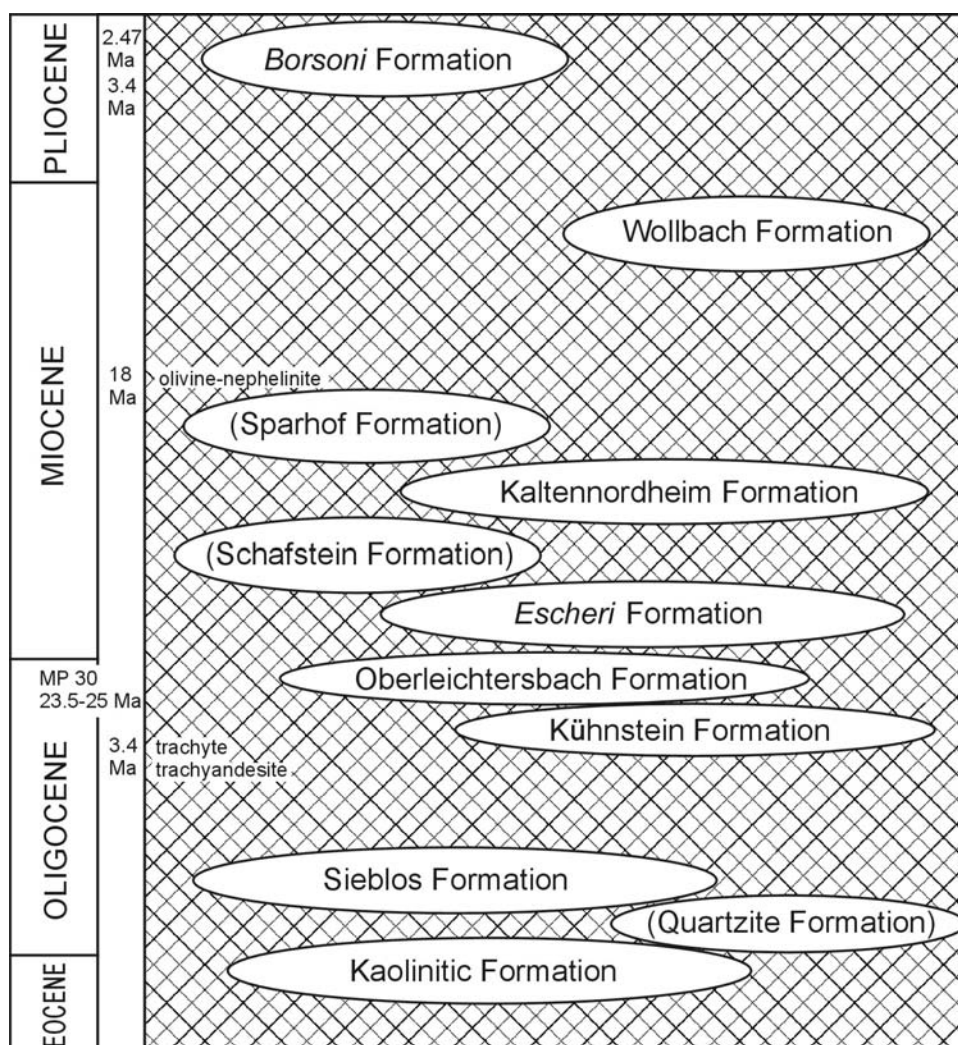 PLIOCENE
2.47
Ma
3.4
Ma
Borsoni Formation
MIOCENE
Wollbach Formation
18
Ma
olivine-nephelinite
(Sparhof Formation)
Kaltennordheim Formation
(Schafstein Formation)
Escheri Formation
OLIGOCENE
MP 30
23.5-25 Ma
Oberleichtersbach Formation
Kühnstein Formation
3.4
Ma
trachyte
trachyandesite
Sieblos Formation
(Quartzite Formation)
EOCENE
Kaolinitic Formation